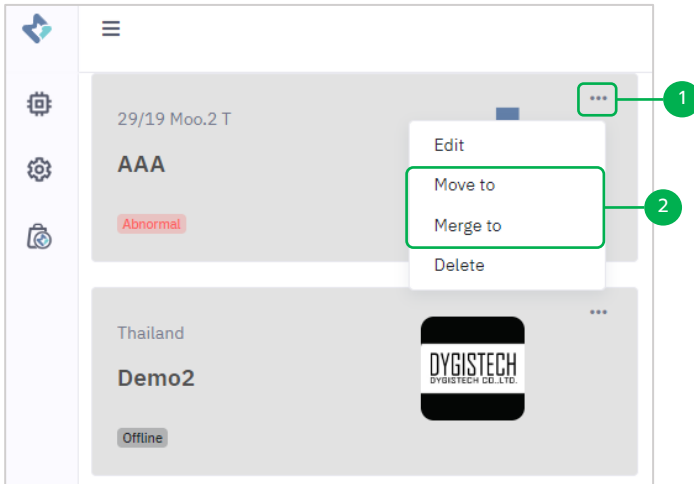 29/19 Moo.2 T
AAA
Abnormal
1
Edit
Move to
Merge to
Delete
2
Thailand
Demo2
Offline
DYGISTECH
DYGISTECH CO.,LTD.